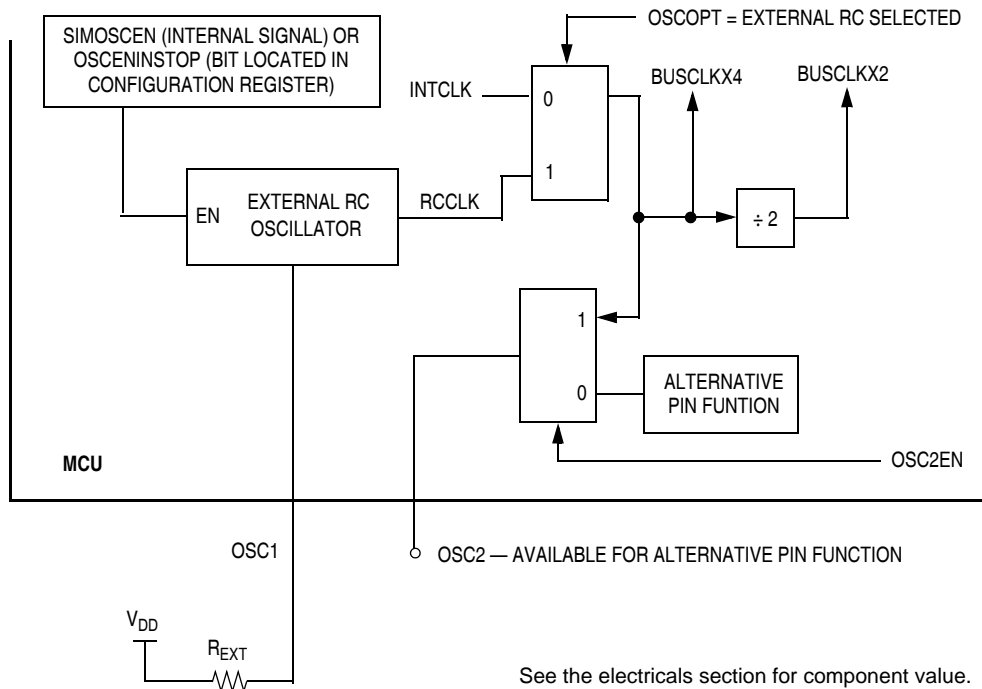 SIMOSCEN (INTERNAL SIGNAL) OR
OSCENINSTOP (BIT LOCATED IN
CONFIGURATION REGISTER)
OSCOPT = EXTERNAL RC SELECTED
INTCLK
0
1
BUSCLKX4
BUSCLKX2
EN
EXTERNAL RC
OSCILLATOR
RCCLK
÷ 2
1
0
ALTERNATIVE
PIN FUNTION
MCU
OSC2EN
OSC1
OSC2 — AVAILABLE FOR ALTERNATIVE PIN FUNCTION
VDD
REXT
See the electricals section for component value.